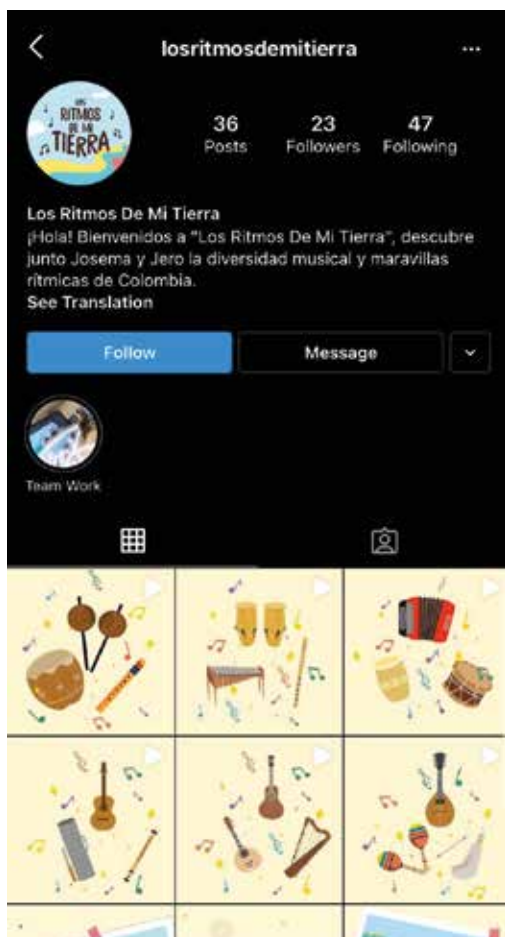 losritmosdemitierra
LOS
RITMOS
DE MI
TIERRA
36 23 47
Posts Followers Following
Los Ritmos De Mi Tierra
¡Hola! Bienvenidos a "Los Ritmos De Mi Tierra", descubre
junto Josema y Jero la diversidad musical y maravillas
rítmicas de Colombia.
See Translation
Follow Message
Team Work